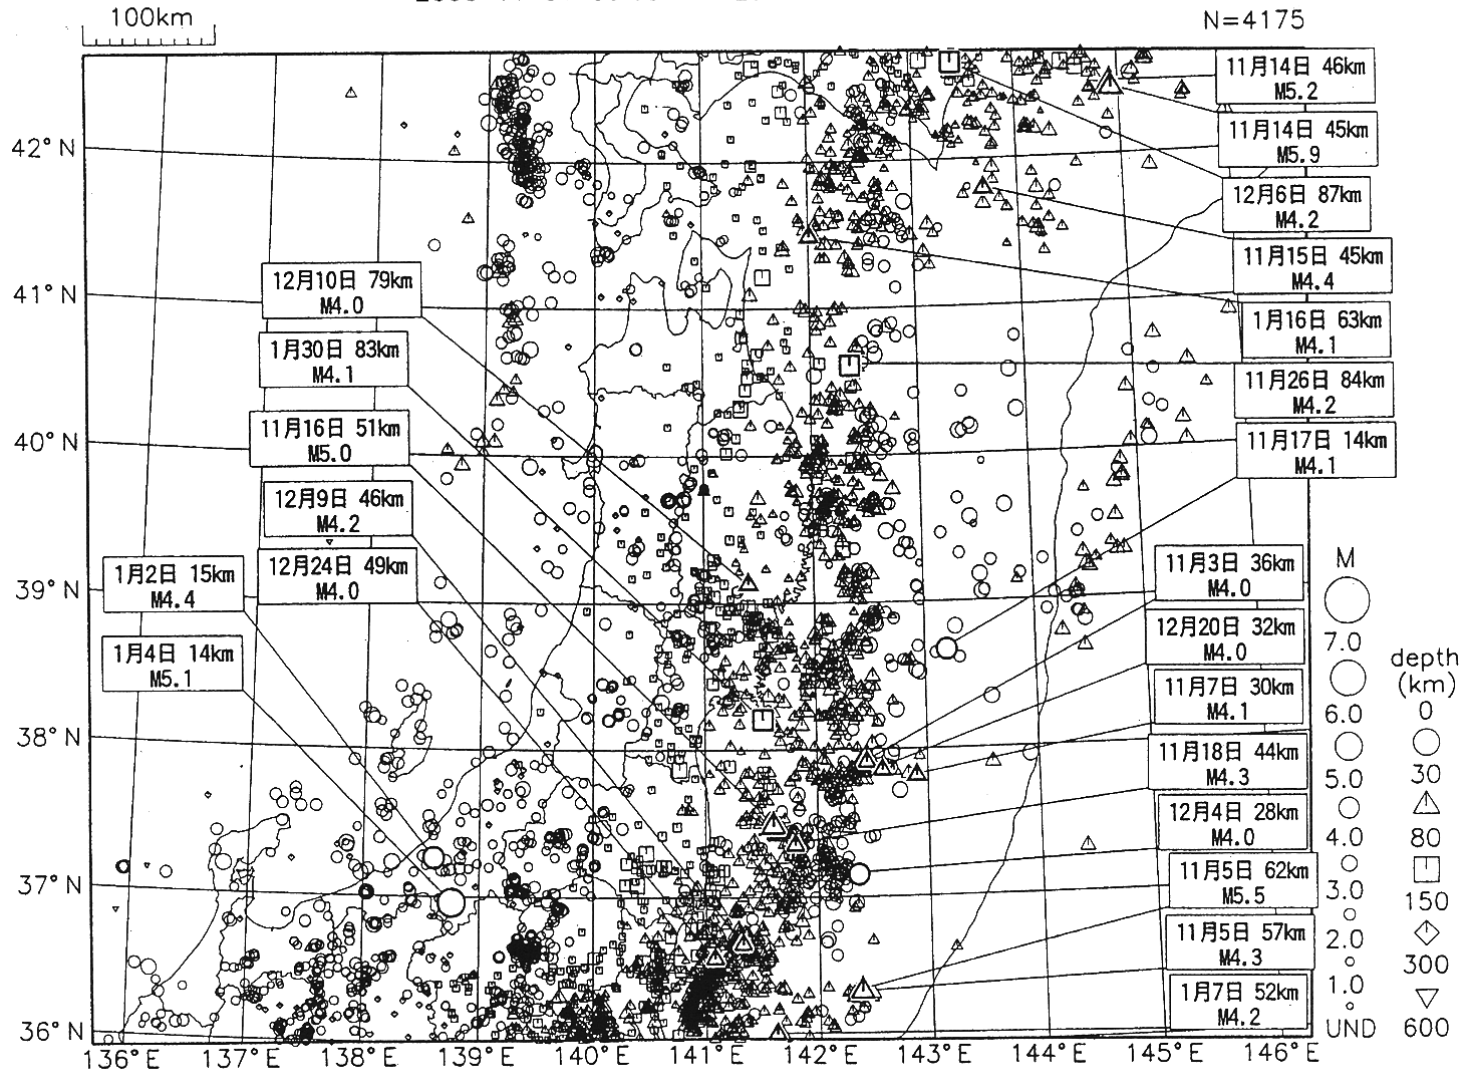 100km
N=4175
11月14日 46km
M5.2
11月14日 45km
M5.9
12月6日 87km
M4.2
11月15日 45km
M4.4
1月16日 63km
M4.1
11月26日 84km
M4.2
11月17日 14km
M4.1
12月10日 79km
M4.0
1月30日 83km
M4.1
11月16日 51km
M5.0
12月9日 46km
M4.2
12月24日 49km
M4.0
1月2日 15km
M4.4
1月4日 14km
M5.1
11月3日 36km
M4.0
12月20日 32km
M4.0
11月7日 30km
M4.1
11月18日 44km
M4.3
12月4日 28km
M4.0
11月5日 62km
M5.5
11月5日 57km
M4.3
1月7日 52km
M4.2
42° N
41° N
40° N
39° N
38° N
37° N
36° N
136° E
137° E
138° E
139° E
140° E
141° E
142° E
143° E
144° E
145° E
146° E
M
7.0
6.0
5.0
4.0
3.0
2.0
1.0
UND
depth
(km)
0
30
80
150
300
600